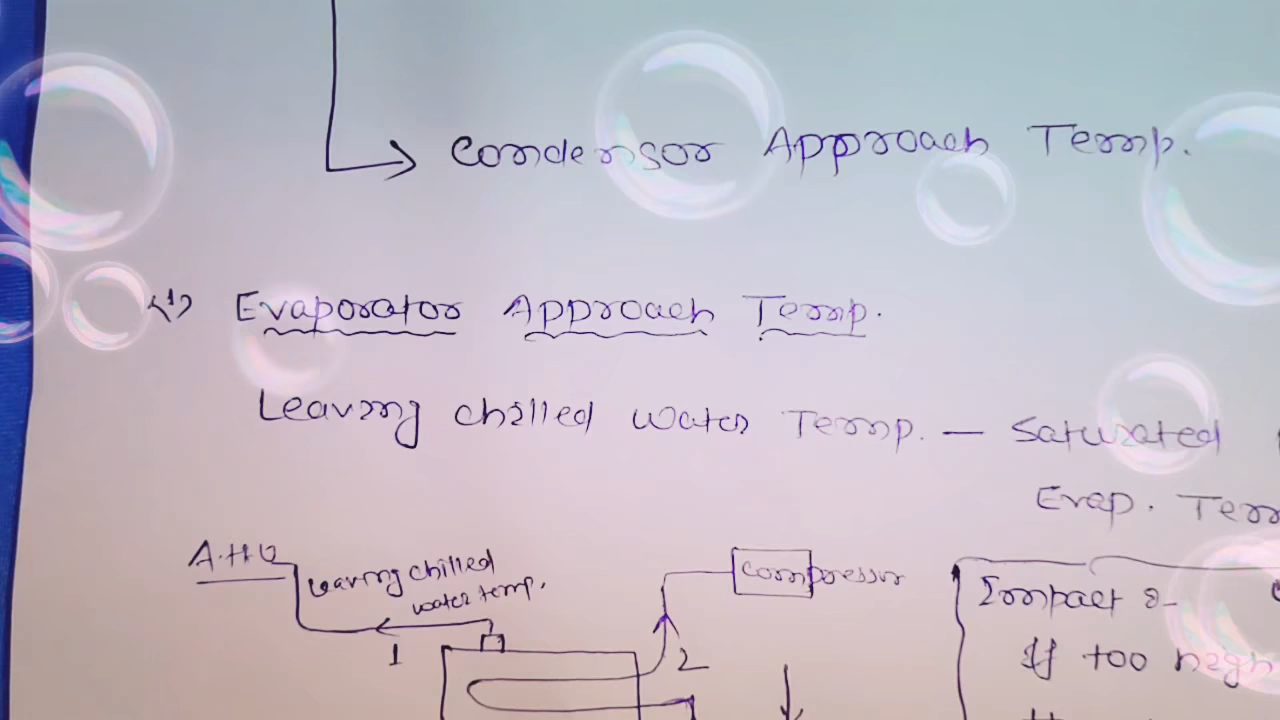 Condensor Approach Temp.
<1> Evaporator Approach Temp.
Leaving chilled water Temp. — Saturated
Evap. Tem
A.H.U
Leaving chilled
water temp.
Compressor
Impact :-
1
2
If too high